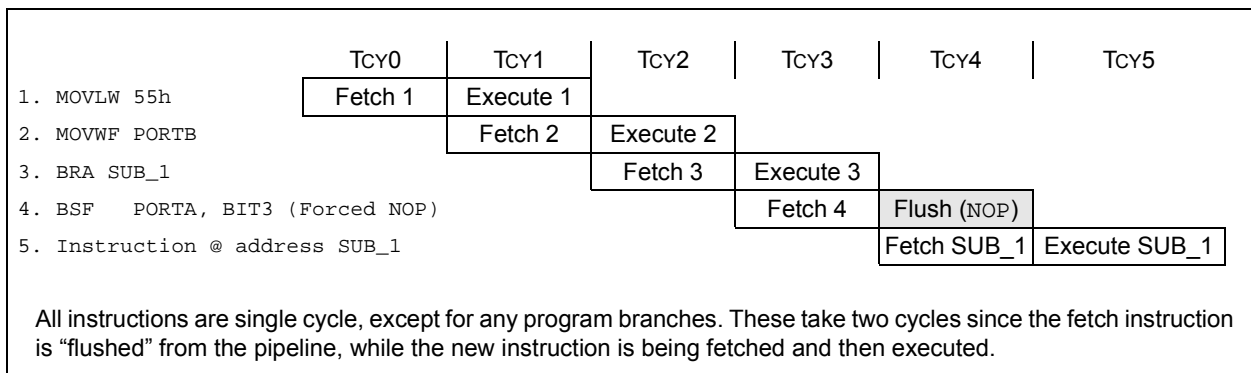 TCY0 TCY1 TCY2 TCY3 TCY4 TCY5
1. MOVLW 55h Fetch 1 Execute 1
2. MOVWF PORTB Fetch 2 Execute 2
3. BRA SUB_1 Fetch 3 Execute 3
4. BSF PORTA, BIT3 (Forced NOP) Fetch 4 Flush (NOP)
5. Instruction @ address SUB_1 Fetch SUB_1 Execute SUB_1
All instructions are single cycle, except for any program branches. These take two cycles since the fetch instruction
is “flushed” from the pipeline, while the new instruction is being fetched and then executed.